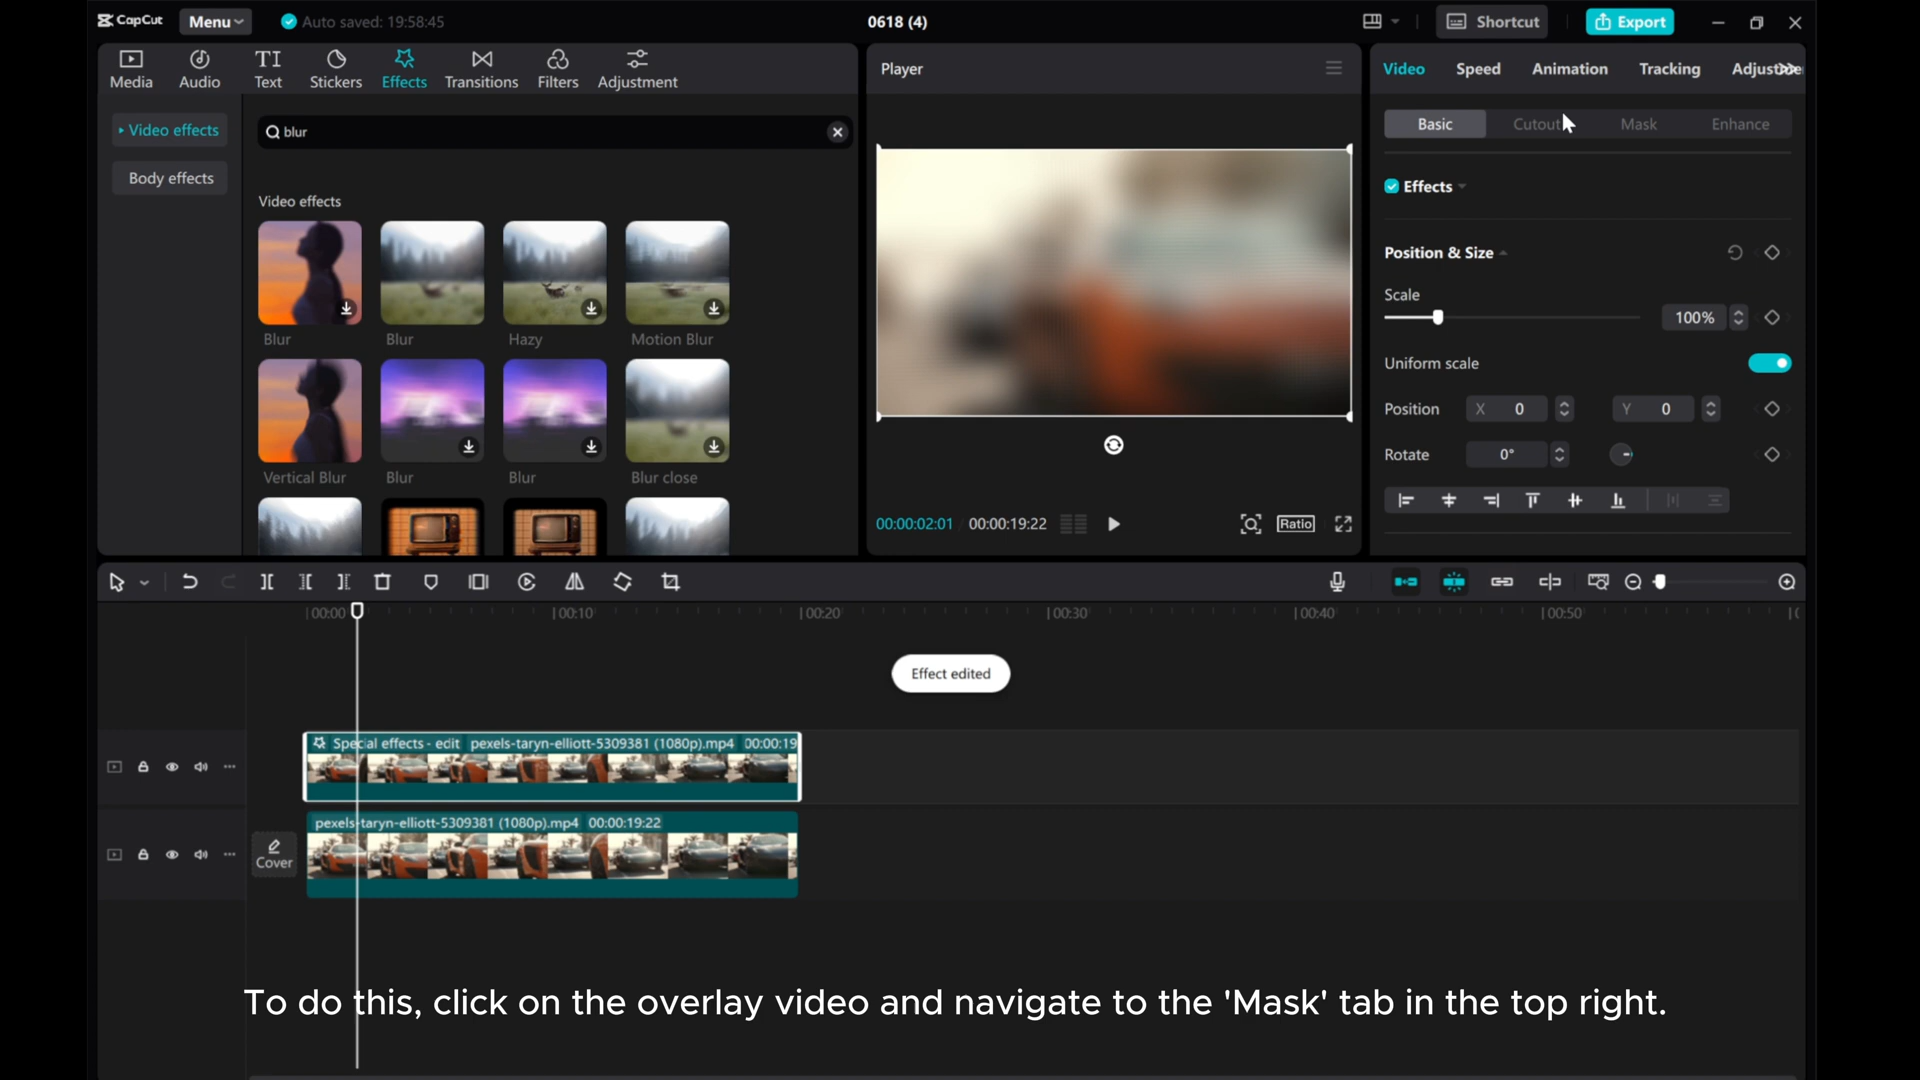 CapCut
Menu
Auto saved: 19:58:45
0618 (4)
Shortcut
Export
Media
Audio
TI
Text
Stickers
Effects
Transitions
Filters
Adjustment
Video effects
Body effects
blur
Video effects
Blur
Blur
Hazy
Motion Blur
Vertical Blur
Blur
Blur
Blur close
Player
00:00:02:01
00:00:19:22
Ratio
Video
Speed
Animation
Tracking
Basic
Cutout
Mask
Enhance
Effects
Position & Size
Scale
100%
Uniform scale
Position
X 0
Y 0
Rotate
0°
00:00
00:10
00:20
00:30
00:40
00:50
Effect edited
Special effects - edit pexels-taryn-elliott-5309381 (1080p).mp4 00:00:19
Cover
pexels-taryn-elliott-5309381 (1080p).mp4 00:00:19:22
To do this, click on the overlay video and navigate to the 'Mask' tab in the top right.